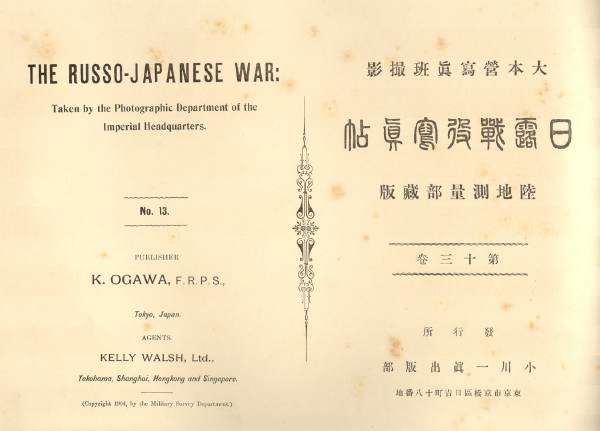 THE RUSSO-JAPANESE WAR:
Taken by the Photographic Department of the
Imperial Headquarters.
No. 13.
PUBLISHER
K. OGAWA, F.R.P.S.,
Tokyo, Japan.
AGENTS.
KELLY WALSH, Ltd.,
Yokohama, Shanghai, Hongkong and Singapore.
(Copyright 1904, by the Military Survey Department.)
影撮班眞寫營本大
帖眞寫役戰露日
版藏部量測地陸
卷三十第
所行發
部版出眞一川小
地番八十町吉日區橋京市京東